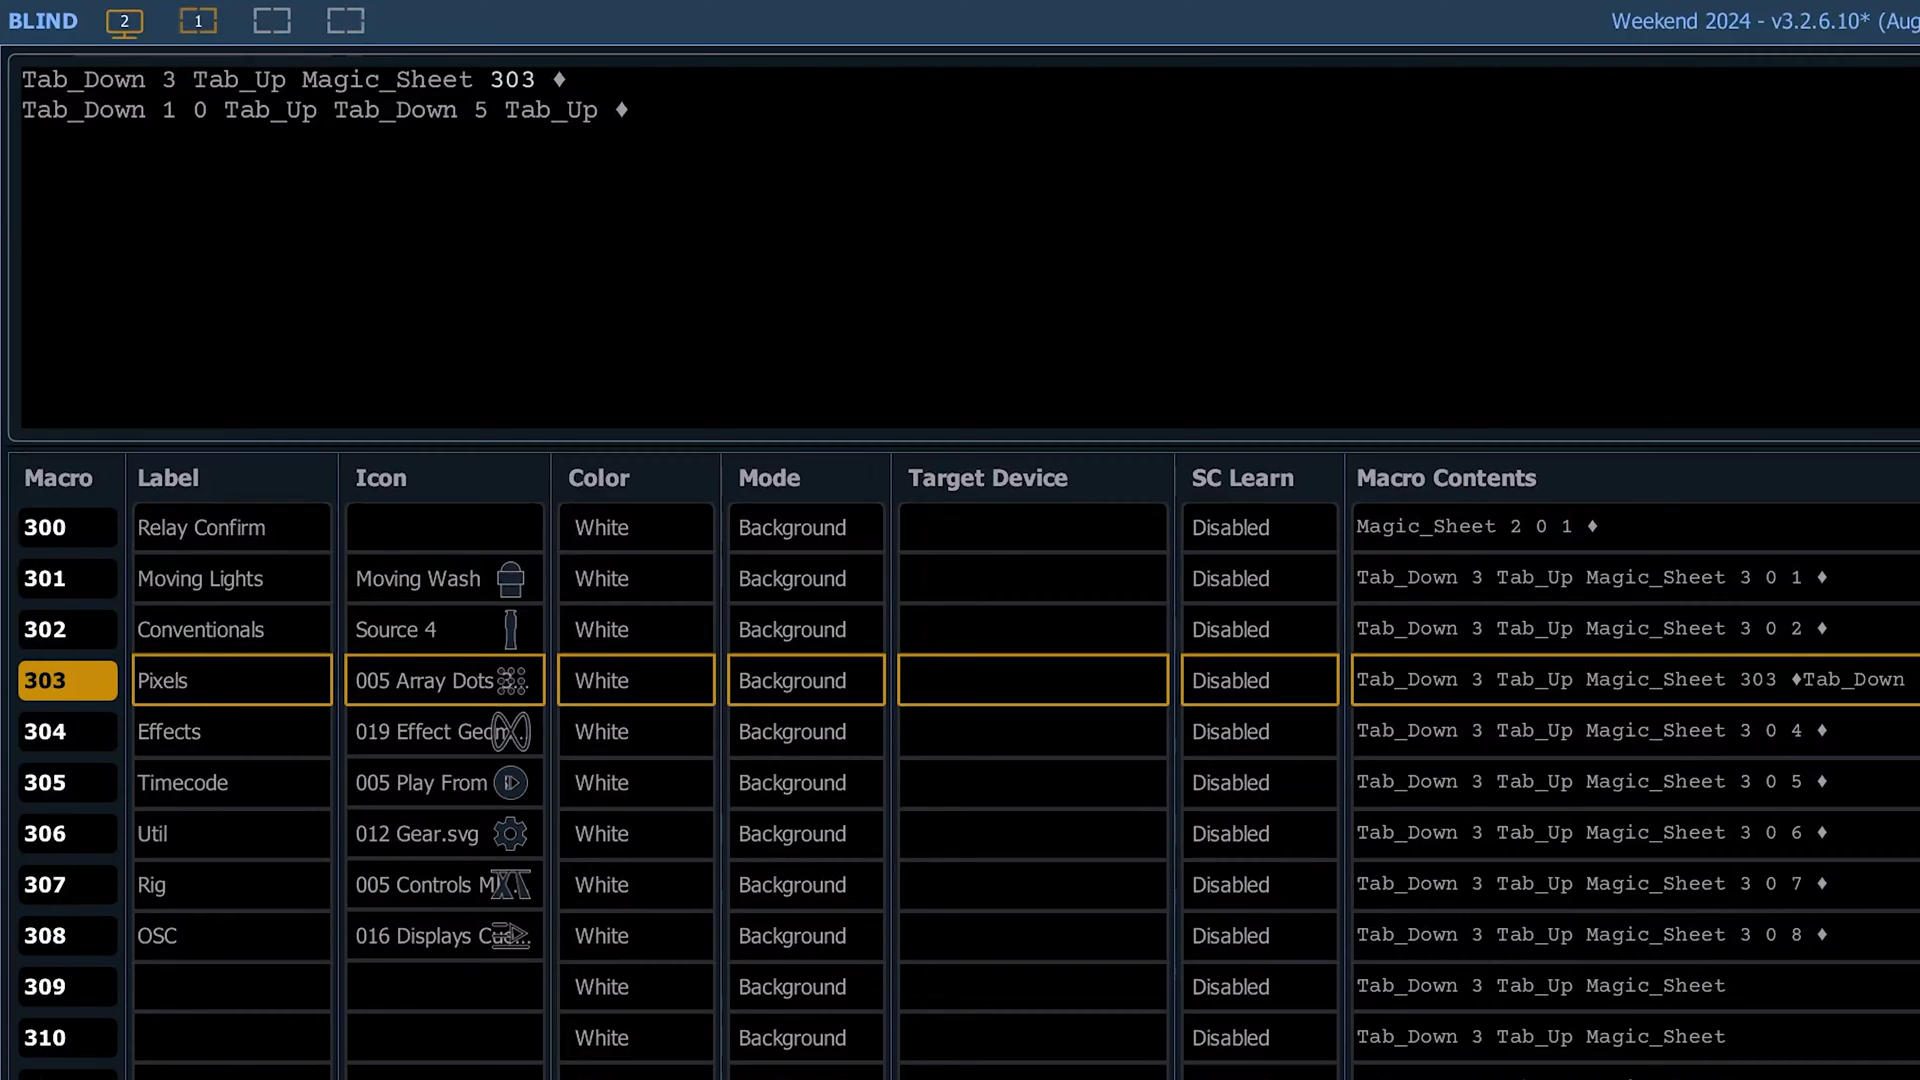 BLIND 2 1 Weekend 2024 - v3.2.6.10* (Aug
Tab_Down 3 Tab_Up Magic_Sheet 303 ♦
Tab_Down 1 0 Tab_Up Tab_Down 5 Tab_Up ♦
Macro Label Icon Color Mode Target Device SC Learn Macro Contents
300 Relay Confirm White Background Disabled Magic_Sheet 2 0 1 ♦
301 Moving Lights Moving Wash White Background Disabled Tab_Down 3 Tab_Up Magic_Sheet 3 0 1 ♦
302 Conventionals Source 4 White Background Disabled Tab_Down 3 Tab_Up Magic_Sheet 3 0 2 ♦
303 Pixels 005 Array Dots... White Background Disabled Tab_Down 3 Tab_Up Magic_Sheet 303 ♦Tab_Down
304 Effects 019 Effect Geom... White Background Disabled Tab_Down 3 Tab_Up Magic_Sheet 3 0 4 ♦
305 Timecode 005 Play From White Background Disabled Tab_Down 3 Tab_Up Magic_Sheet 3 0 5 ♦
306 Util 012 Gear.svg White Background Disabled Tab_Down 3 Tab_Up Magic_Sheet 3 0 6 ♦
307 Rig 005 Controls White Background Disabled Tab_Down 3 Tab_Up Magic_Sheet 3 0 7 ♦
308 OSC 016 Displays White Background Disabled Tab_Down 3 Tab_Up Magic_Sheet 3 0 8 ♦
309 White Background Disabled Tab_Down 3 Tab_Up Magic_Sheet
310 White Background Disabled Tab_Down 3 Tab_Up Magic_Sheet